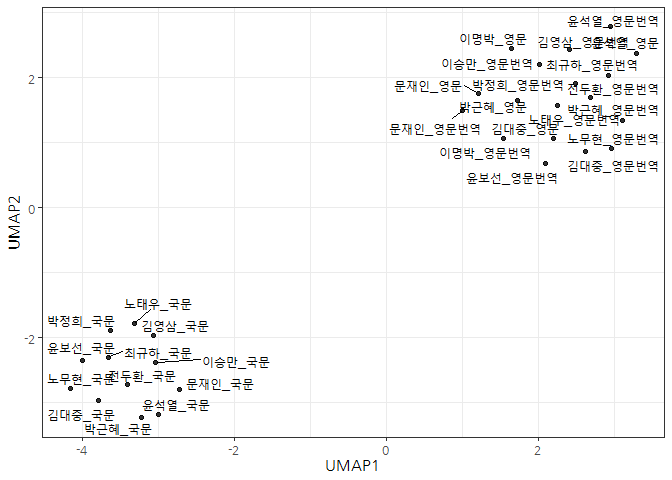 윤석열_영문번역
이명박_영문
김영삼_영문번역
윤석열_영문
이승만_영문번역
최규하_영문번역
문재인_영문
박정희_영문번역
전두환_영문번역
박근혜_영문
박근혜_영문번역
노태우_영문번역
문재인_영문번역
김대중_영문
노무현_영문번역
이명박_영문번역
김대중_영문번역
윤보선_영문번역
노태우_국문
박정희_국문
김영삼_국문
윤보선_국문
최규하_국문
이승만_국문
노무현_국문
전두환_국문
문재인_국문
윤석열_국문
김대중_국문
박근혜_국문
2
0
-2
UMAP2
-4
-2
0
2
UMAP1